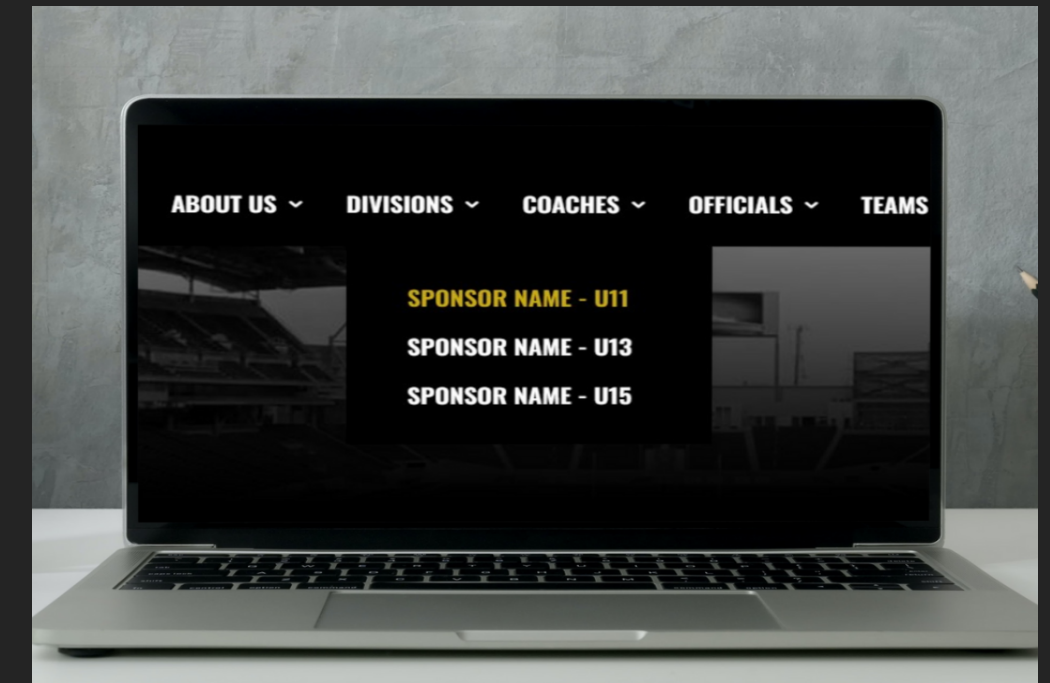 ABOUT US DIVISIONS COACHES OFFICIALS TEAMS
SPONSOR NAME - U11
SPONSOR NAME - U13
SPONSOR NAME - U15